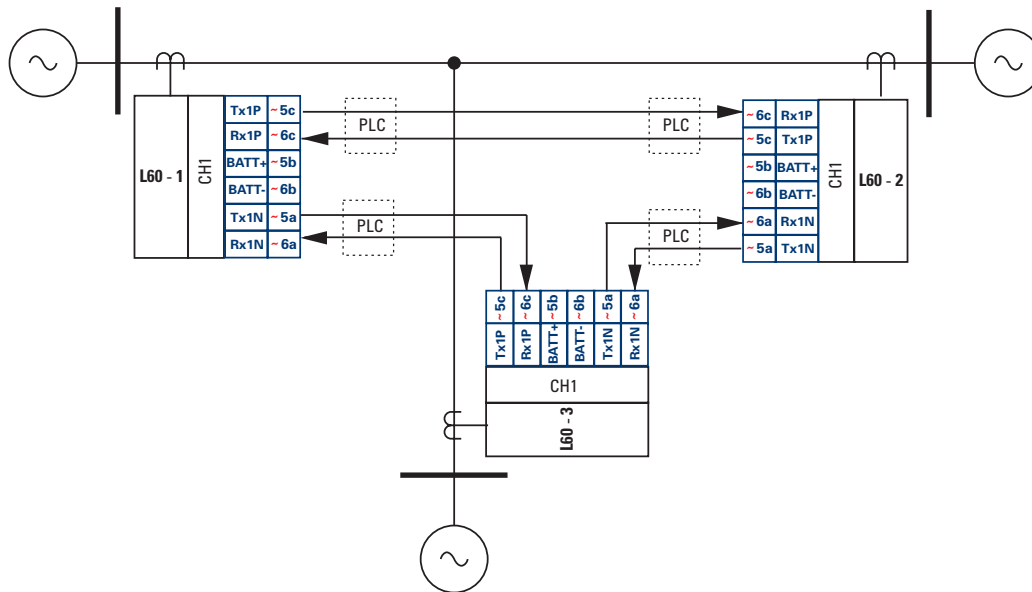 Tx1P ~5c
Rx1P ~6c
BATT+ ~5b
BATT- ~6b
Tx1N ~5a
Rx1N ~6a
CH1
L60 - 1
PLC
PLC
PLC
PLC
~6c Rx1P
~5c Tx1P
~5b BATT+
~6b BATT-
~6a Rx1N
~5a Tx1N
CH1
L60 - 2
~5c ~6c ~5b ~6b ~5a ~6a
Tx1P Rx1P BATT+ BATT- Tx1N Rx1N
CH1
L60 - 3